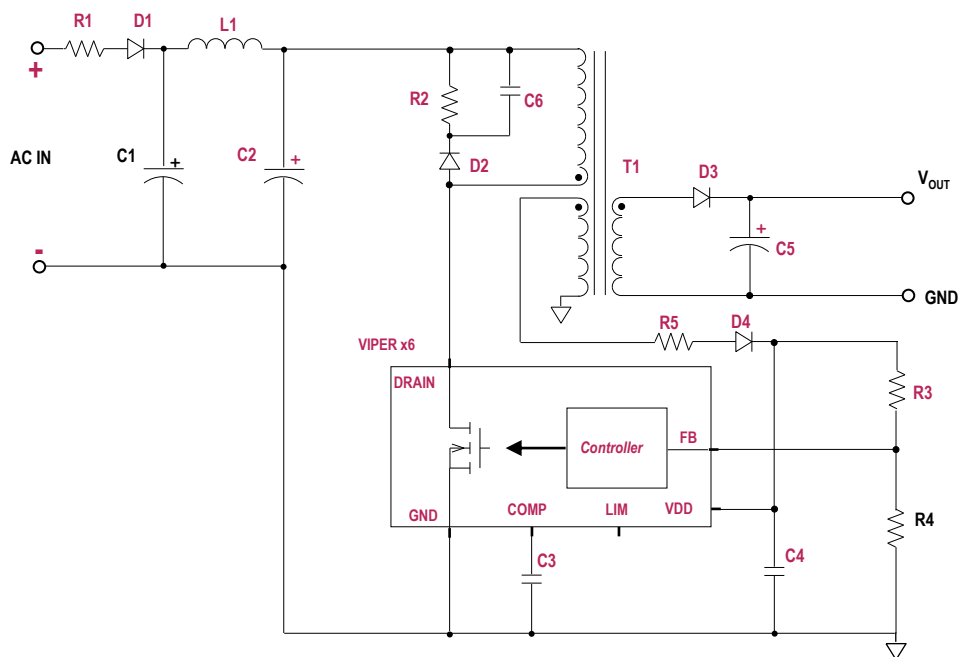 R1
D1
L1
+
AC IN
C1
+
C2
+
-
R2
C6
D2
T1
D3
V_OUT
+
C5
GND
R5
D4
R3
VIPER x6
DRAIN
Controller
FB
GND
COMP
LIM
VDD
R4
C3
C4